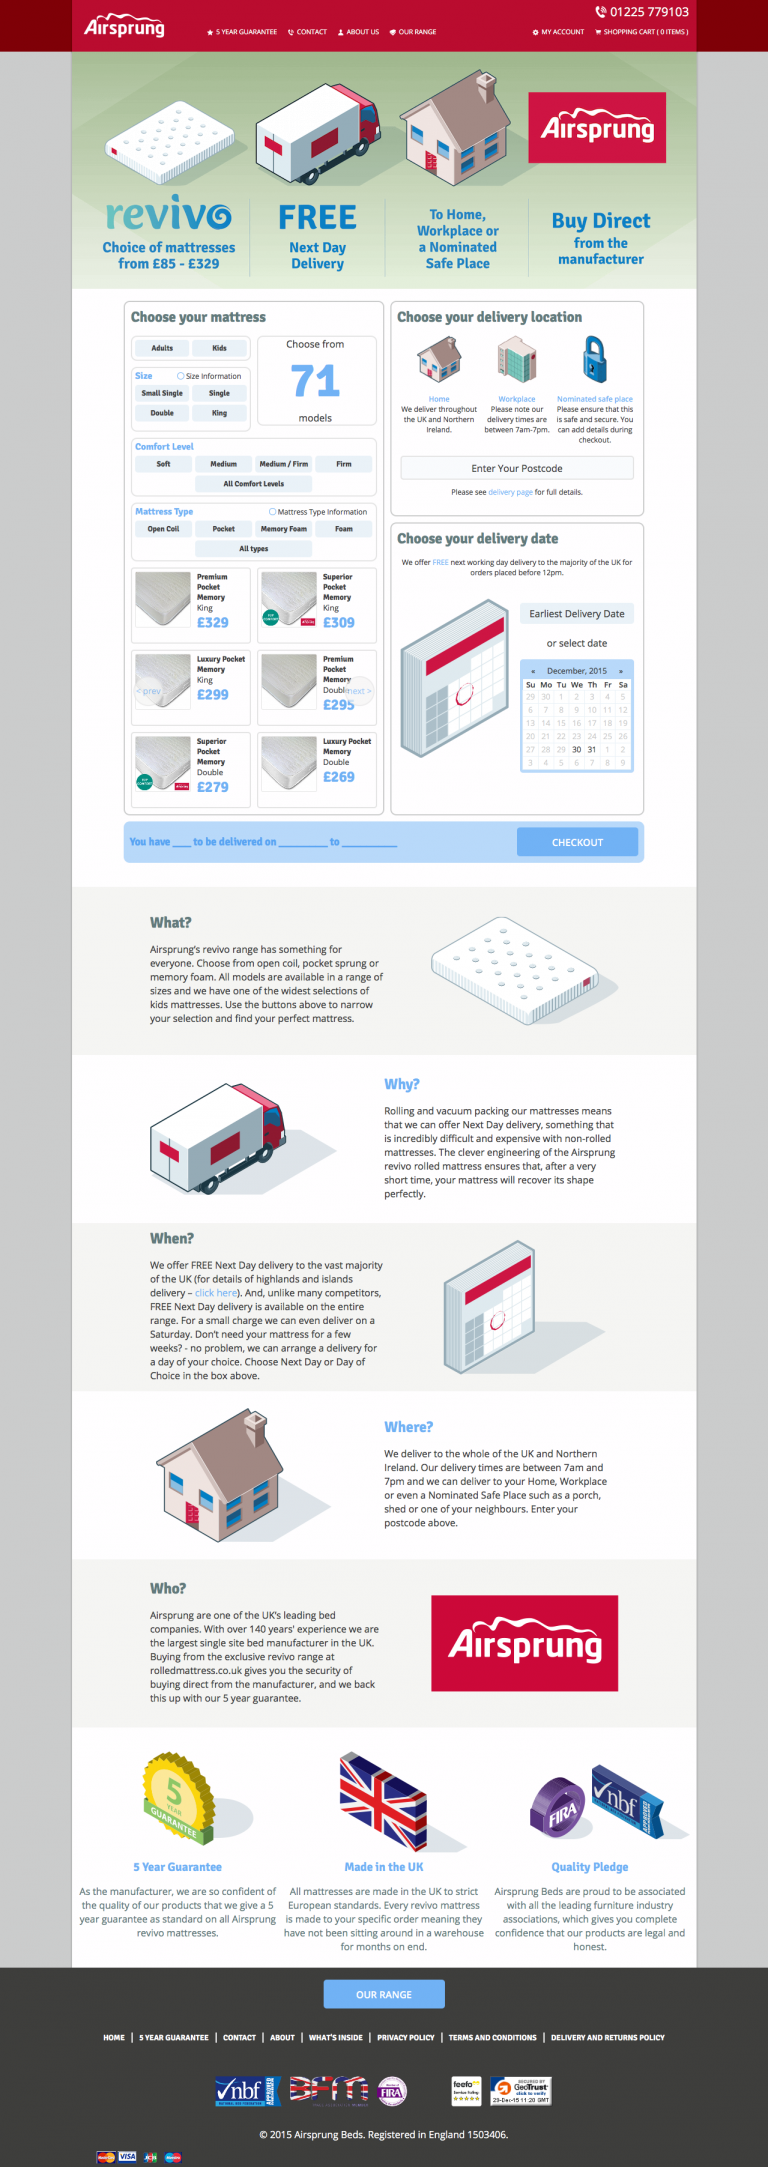 Airsprung
01225 779103
5 YEAR GUARANTEE
CONTACT
ABOUT US
OUR RANGE
MY ACCOUNT
SHOPPING CART ( 0 ITEMS )
Airsprung
revivo
Choice of mattresses
from £85 - £329
FREE
Next Day
Delivery
To Home,
Workplace or
a Nominated
Safe Place
Buy Direct
from the
manufacturer
Choose your mattress
Adults
Kids
Size
Size Information
Small Single
Single
Double
King
Choose from
71
models
Comfort Level
Soft
Medium
Medium / Firm
Firm
All Comfort Levels
Mattress Type
Mattress Type Information
Open Coil
Pocket
Memory Foam
Foam
All types
Premium
Pocket
Memory
King
£329
Superior
Pocket
Memory
King
£309
Luxury Pocket
Memory
King
£299
< prev
Premium
Pocket
Memory
Double
£295
next >
Superior
Pocket
Memory
Double
£279
Luxury Pocket
Memory
Double
£269
Choose your delivery location
Home
We deliver throughout
the UK and Northern
Ireland.
Workplace
Please note our
delivery times are
between 7am-7pm.
Nominated safe place
Please ensure that this
is safe and secure. You
can add details during
checkout.
Enter Your Postcode
Please see delivery page for full details.
Choose your delivery date
We offer FREE next working day delivery to the majority of the UK for
orders placed before 12pm.
Earliest Delivery Date
or select date
« December, 2015 »
Su Mo Tu We Th Fr Sa
29 30 1 2 3 4 5
6 7 8 9 10 11 12
13 14 15 16 17 18 19
20 21 22 23 24 25 26
27 28 29 30 31 1 2
3 4 5 6 7 8 9
You have ___ to be delivered on ________ to _________
CHECKOUT
What?
Airsprung's revivo range has something for
everyone. Choose from open coil, pocket sprung or
memory foam. All models are available in a range of
sizes and we have one of the widest selections of
kids mattresses. Use the buttons above to narrow
your selection and find your perfect mattress.
Why?
Rolling and vacuum packing our mattresses means
that we can offer Next Day delivery, something that
is incredibly difficult and expensive with non-rolled
mattresses. The clever engineering of the Airsprung
revivo rolled mattress ensures that, after a very
short time, your mattress will recover its shape
perfectly.
When?
We offer FREE Next Day delivery to the vast majority
of the UK (for details of highlands and islands
delivery – click here). And, unlike many competitors,
FREE Next Day delivery is available on the entire
range. For a small charge we can even deliver on a
Saturday. Don't need your mattress for a few
weeks? - no problem, we can arrange a delivery for
a day of your choice. Choose Next Day or Day of
Choice in the box above.
Where?
We deliver to the whole of the UK and Northern
Ireland. Our delivery times are between 7am and
7pm and we can deliver to your Home, Workplace
or even a Nominated Safe Place such as a porch,
shed or one of your neighbours. Enter your
postcode above.
Who?
Airsprung are one of the UK's leading bed
companies. With over 140 years' experience we are
the largest single site bed manufacturer in the UK.
Buying from the exclusive revivo range at
rolledmattress.co.uk gives you the security of
buying direct from the manufacturer, and we back
this up with our 5 year guarantee.
Airsprung
5
YEAR
GUARANTEE
FIRA
nbf
APPROVED
5 Year Guarantee
As the manufacturer, we are so confident of
the quality of our products that we give a 5
year guarantee as standard on all Airsprung
revivo mattresses.
Made in the UK
All mattresses are made in the UK to strict
European standards. Every revivo mattress
is made to your specific order meaning they
have not been sitting around in a warehouse
for months on end.
Quality Pledge
Airsprung Beds are proud to be associated
with all the leading furniture industry
associations, which gives you complete
confidence that our products are legal and
honest.
OUR RANGE
HOME | 5 YEAR GUARANTEE | CONTACT | ABOUT | WHAT'S INSIDE | PRIVACY POLICY | TERMS AND CONDITIONS | DELIVERY AND RETURNS POLICY
nbf
BFM
FIRA
feefo
SECURED BY
GeoTrust
click to verify
29-Dec-15 11:20 GMT
© 2015 Airsprung Beds. Registered in England 1503406.
VISA